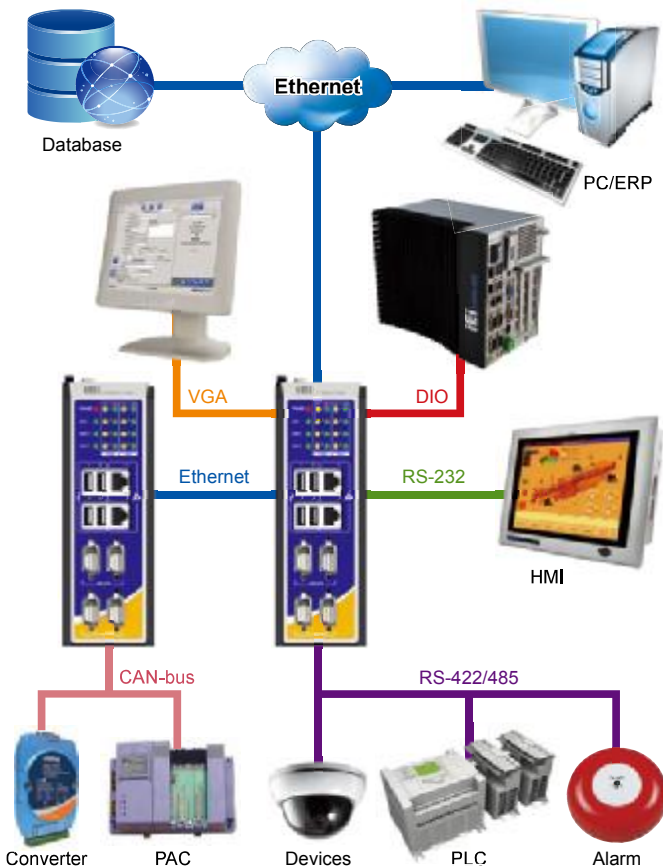 Ethernet
Database
PC/ERP
VGA
DIO
Ethernet
RS-232
HMI
CAN-bus
RS-422/485
Converter
PAC
Devices
PLC
Alarm